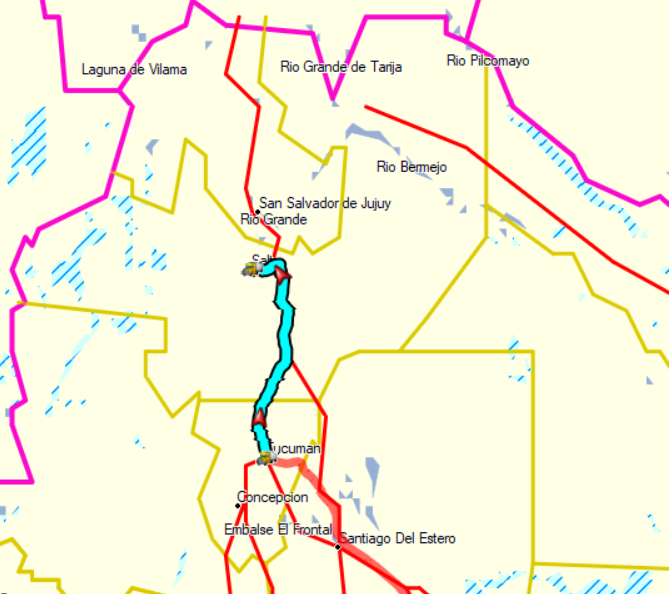 Laguna de Vilama
Rio Grande de Tarija
Rio Pilcomayo
Rio Bermejo
San Salvador de Jujuy
Rio Grande
Concepcion
Embalse El Frontal
Santiago Del Estero